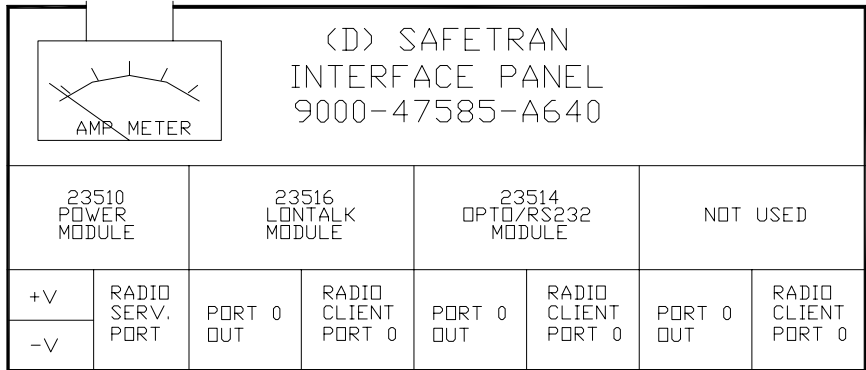 (D) SAFETRAN
INTERFACE PANEL
9000-47585-A640
AMP METER
23510
POWER
MODULE
23516
LONTALK
MODULE
23514
OPTO/RS232
MODULE
NOT USED
+V
-V
RADIO
SERV.
PORT
PORT 0
OUT
RADIO
CLIENT
PORT 0
PORT 0
OUT
RADIO
CLIENT
PORT 0
PORT 0
OUT
RADIO
CLIENT
PORT 0